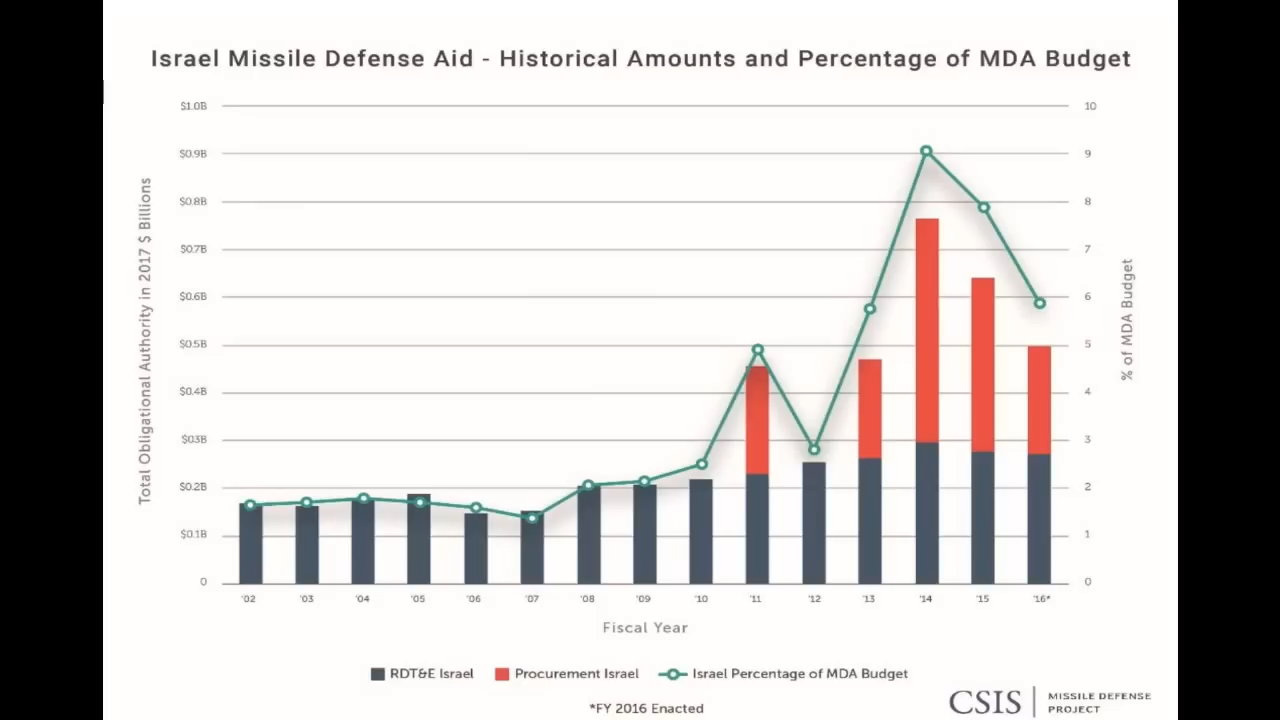 Israel Missile Defense Aid - Historical Amounts and Percentage of MDA Budget
$1.0B
$0.9B
$0.8B
$0.7B
$0.6B
$0.5B
$0.4B
$0.3B
$0.2B
$0.1B
0
Total Obligational Authority in 2017 $ Billions
10
9
8
7
6
5
4
3
2
1
0
% of MDA Budget
'02 '03 '04 '05 '06 '07 '08 '09 '10 '11 '12 '13 '14 '15 '16*
Fiscal Year
RDT&E Israel Procurement Israel Israel Percentage of MDA Budget
*FY 2016 Enacted
CSIS
MISSILE DEFENSE
PROJECT